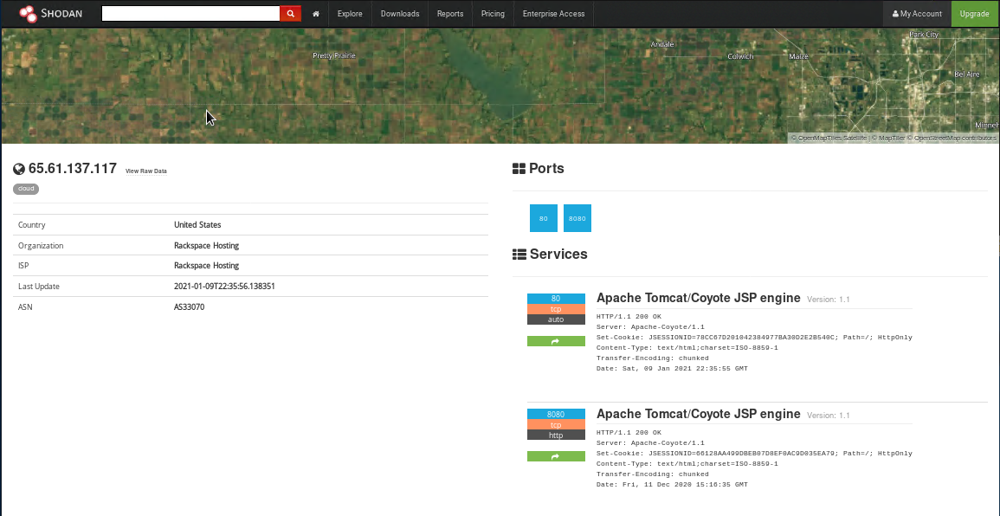 SHODAN
Explore
Downloads
Reports
Pricing
Enterprise Access
My Account
Upgrade
Pretty Prairie
Andale
Colwich
Maize
Park City
Bel Aire
Minneh
© OpenMapTiles Satellite | © MapTiler © OpenStreetMap contributors
65.61.137.117 View Raw Data
cloud
Country United States
Organization Rackspace Hosting
ISP Rackspace Hosting
Last Update 2021-01-09T22:35:56.138351
ASN AS33070
Ports
80 8080
Services
80
tcp
auto
Apache Tomcat/Coyote JSP engine Version: 1.1
HTTP/1.1 200 OK
Server: Apache-Coyote/1.1
Set-Cookie: JSESSIONID=78CC67D201042384977BA30D2E2B540C; Path=/; HttpOnly
Content-Type: text/html;charset=ISO-8859-1
Transfer-Encoding: chunked
Date: Sat, 09 Jan 2021 22:35:55 GMT
8080
tcp
http
Apache Tomcat/Coyote JSP engine Version: 1.1
HTTP/1.1 200 OK
Server: Apache-Coyote/1.1
Set-Cookie: JSESSIONID=66128AA499DBEB07D8EF0AC9D035EA79; Path=/; HttpOnly
Content-Type: text/html;charset=ISO-8859-1
Transfer-Encoding: chunked
Date: Fri, 11 Dec 2020 15:16:35 GMT